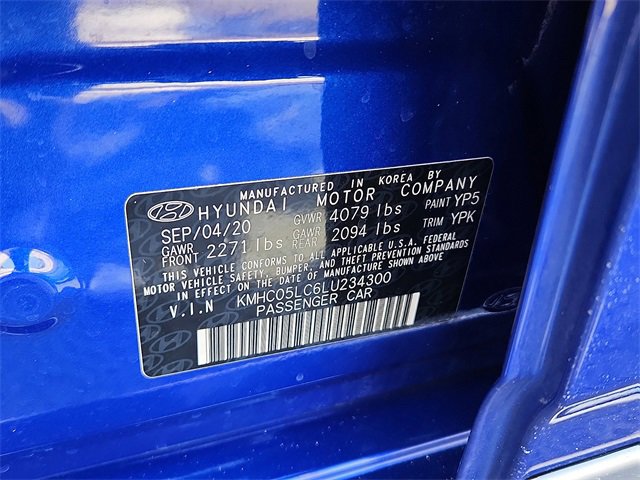 MANUFACTURED IN KOREA BY
HYUNDAI MOTOR COMPANY
SEP/04/20 GVWR 4079 lbs PAINT YP5
GAWR FRONT 2271 lbs GAWR REAR 2094 lbs TRIM YPK
THIS VEHICLE CONFORMS TO ALL APPLICABLE U.S.A. FEDERAL
MOTOR VEHICLE SAFETY, BUMPER, AND THEFT PREVENTION STANDARDS
IN EFFECT ON THE DATE OF MANUFACTURE SHOWN ABOVE.
V.I.N KMHC05LC6LU234300
PASSENGER CAR